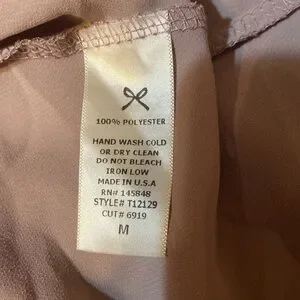 100% POLYESTER
HAND WASH COLD
OR DRY CLEAN
DO NOT BLEACH
IRON LOW
MADE IN U.S.A
RN# 145848
STYLE# T12129
CUT# 6919
M